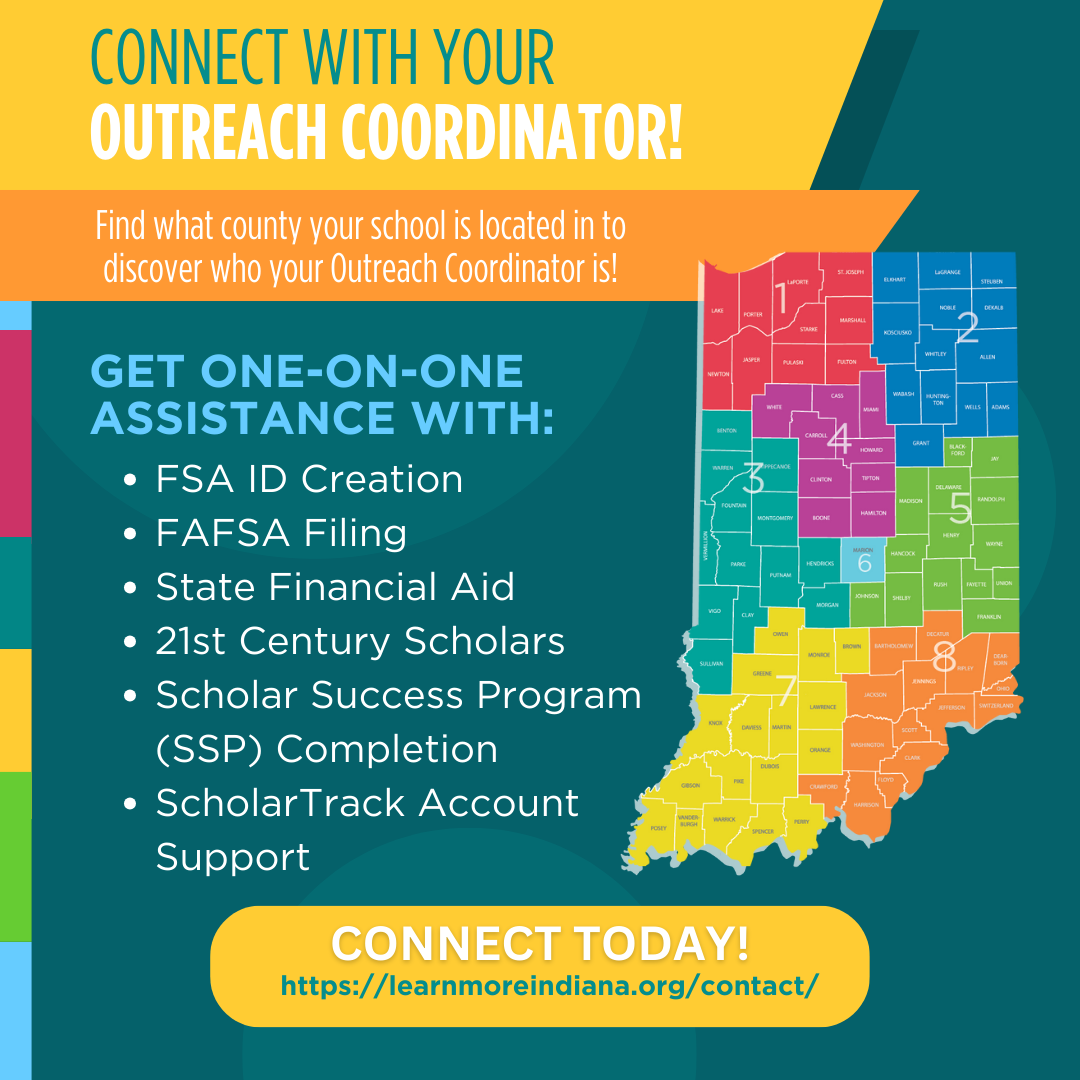 CONNECT WITH YOUR
OUTREACH COORDINATOR!
Find what county your school is located in to
discover who your Outreach Coordinator is!
GET ONE-ON-ONE
ASSISTANCE WITH:
• FSA ID Creation
• FAFSA Filing
• State Financial Aid
• 21st Century Scholars
• Scholar Success Program
(SSP) Completion
• ScholarTrack Account
Support
1
LAKE
PORTER
LaPORTE
ST. JOSEPH
STARKE
MARSHALL
NEWTON
JASPER
PULASKI
FULTON
2
ELKHART
LaGRANGE
STEUBEN
NOBLE
DEKALB
KOSCIUSKO
WHITLEY
ALLEN
WABASH
HUNTING-
TON
WELLS
ADAMS
GRANT
3
BENTON
WARREN
TIPPECANOE
FOUNTAIN
MONTGOMERY
VERMILLION
PARKE
PUTNAM
HENDRICKS
VIGO
CLAY
MORGAN
SULLIVAN
4
WHITE
CASS
MIAMI
CARROLL
HOWARD
CLINTON
TIPTON
BOONE
HAMILTON
5
BLACK-
FORD
JAY
MADISON
DELAWARE
RANDOLPH
HENRY
WAYNE
HANCOCK
RUSH
FAYETTE
UNION
JOHNSON
SHELBY
FRANKLIN
MARION
6
7
OWEN
MONROE
BROWN
GREENE
KNOX
DAVIESS
MARTIN
LAWRENCE
ORANGE
GIBSON
PIKE
DUBOIS
POSEY
VANDER-
BURGH
WARRICK
SPENCER
PERRY
8
BARTHOLOMEW
DECATUR
DEAR-
BORN
RIPLEY
JENNINGS
OHIO
JACKSON
JEFFERSON
SWITZERLAND
SCOTT
WASHINGTON
CLARK
FLOYD
CRAWFORD
HARRISON
CONNECT TODAY!
https://learnmoreindiana.org/contact/